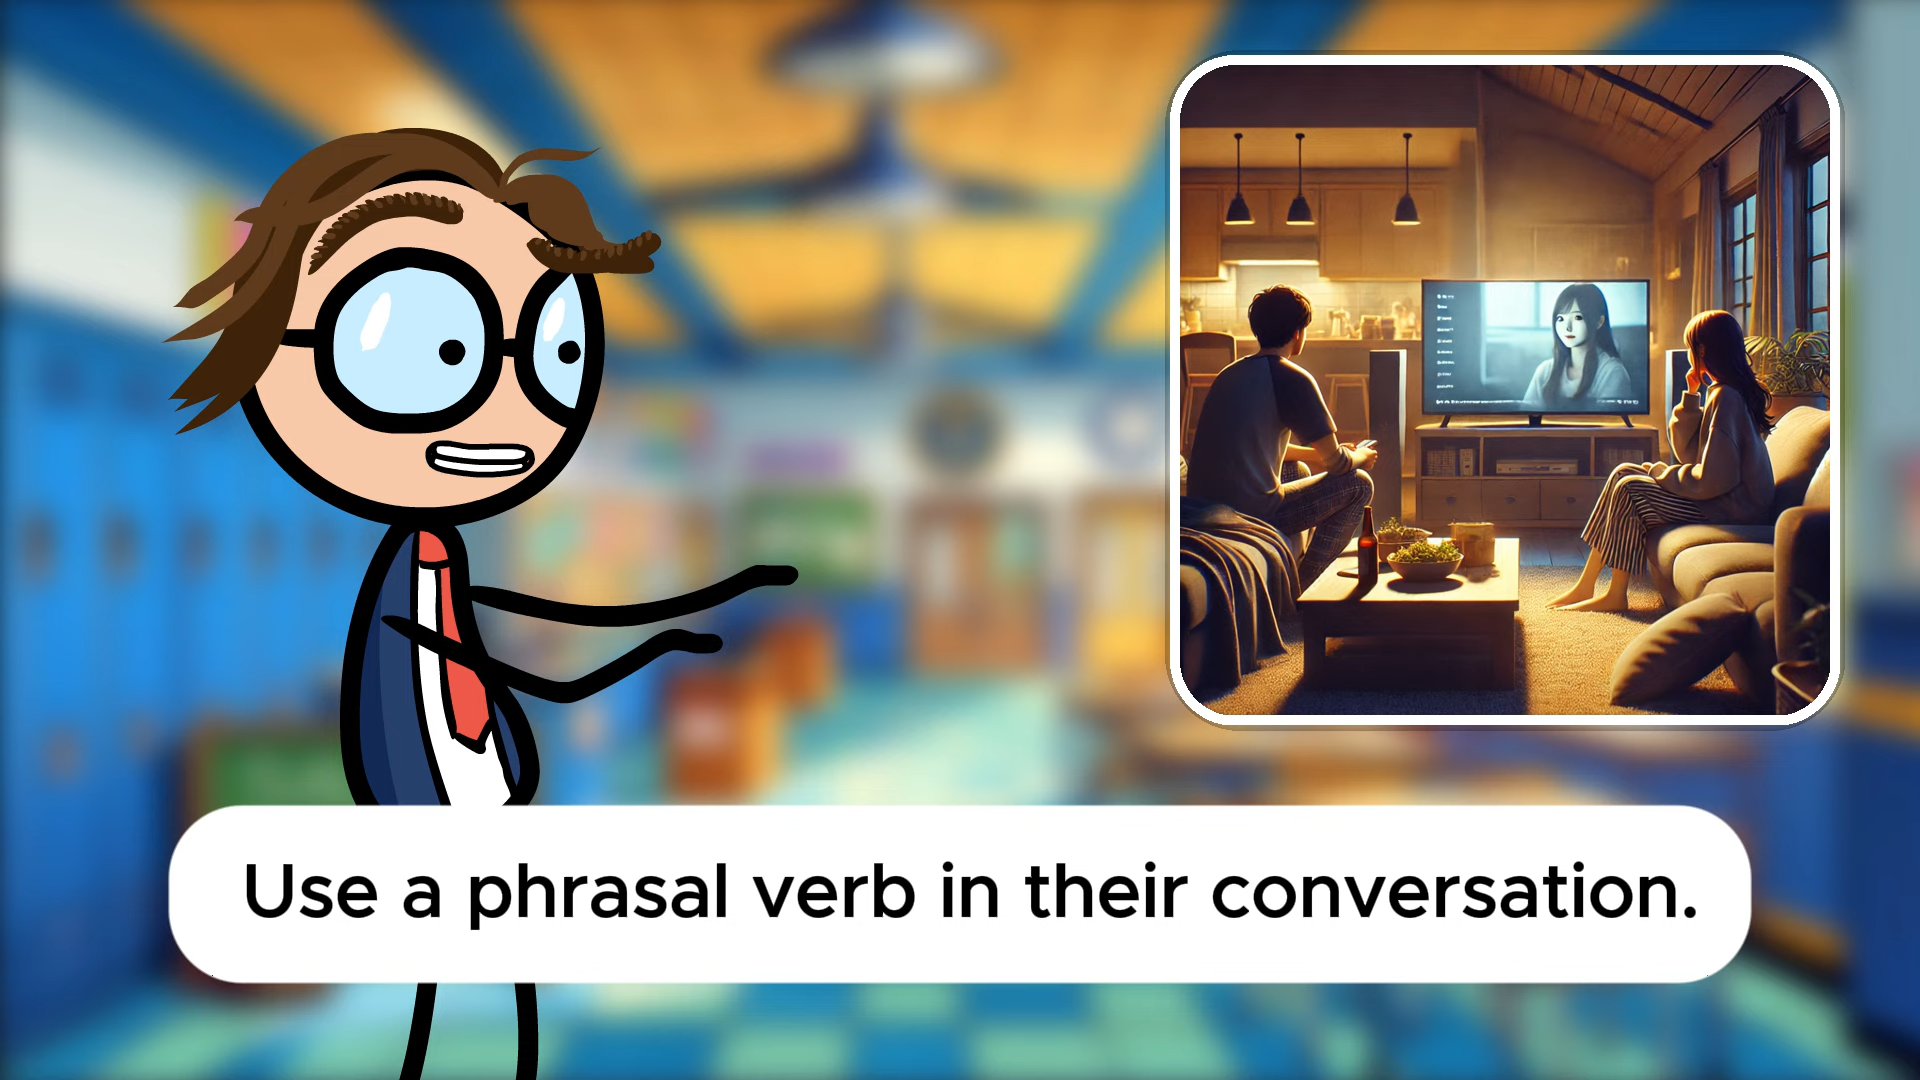 Use a phrasal verb in their conversation.